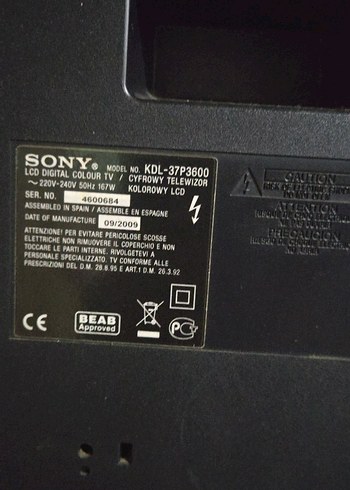 SONY®
MODEL NO. KDL-37P3600
LCD DIGITAL COLOUR TV / CYFROWY TELEWIZOR
~220V-240V 50Hz 167W KOLOROWY LCD
SER. NO. 4600684
ASSEMBLED IN SPAIN / ASSEMBLE EN ESPAGNE
DATE OF MANUFACTURE 09/2009
ATTENZIONE! PER EVITARE PERICOLOSE SCOSSE
ELETTRICHE NON RIMUOVERE IL COPERCHIO E NON
TOCCARE LE PARTI INTERNE. RIVOLGETEVI A
PERSONALE SPECIALIZZATO. TV CONFORME ALLE
PRESCRIZIONI DEL D.M. 28.6.95 E ART.1 D.M. 26.3.92
CE
BEAB
Approved
PC
CAUTION
ATTENTION